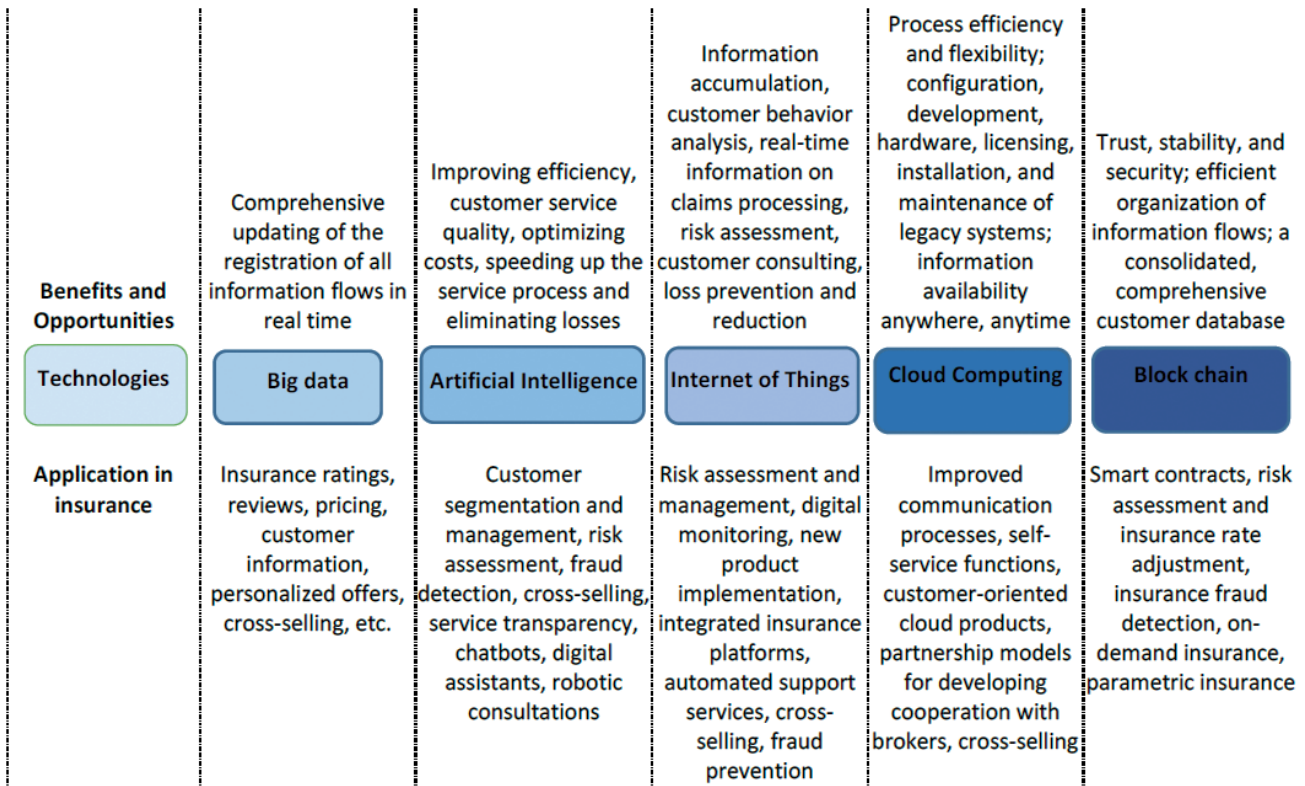 Benefits and
Opportunities
Technologies
Application in
insurance
Comprehensive
updating of the
registration of all
information flows in
real time
Big data
Insurance ratings,
reviews, pricing,
customer
information,
personalized offers,
cross-selling, etc.
Improving efficiency,
customer service
quality, optimizing
costs, speeding up the
service process and
eliminating losses
Artificial Intelligence
Customer
segmentation and
management, risk
assessment, fraud
detection, cross-selling,
service transparency,
chatbots, digital
assistants, robotic
consultations
Information
accumulation,
customer behavior
analysis, real-time
information on
claims processing,
risk assessment,
customer consulting,
loss prevention and
reduction
Internet of Things
Risk assessment and
management, digital
monitoring, new
product
implementation,
integrated insurance
platforms,
automated support
services, cross-
selling, fraud
prevention
Process efficiency
and flexibility;
configuration,
development,
hardware, licensing,
installation, and
maintenance of
legacy systems;
information
availability
anywhere, anytime
Cloud Computing
Improved
communication
processes, self-
service functions,
customer-oriented
cloud products,
partnership models
for developing
cooperation with
brokers, cross-selling
Trust, stability, and
security; efficient
organization of
information flows; a
consolidated,
comprehensive
customer database
Block chain
Smart contracts, risk
assessment and
insurance rate
adjustment,
insurance fraud
detection, on-
demand insurance,
parametric insurance